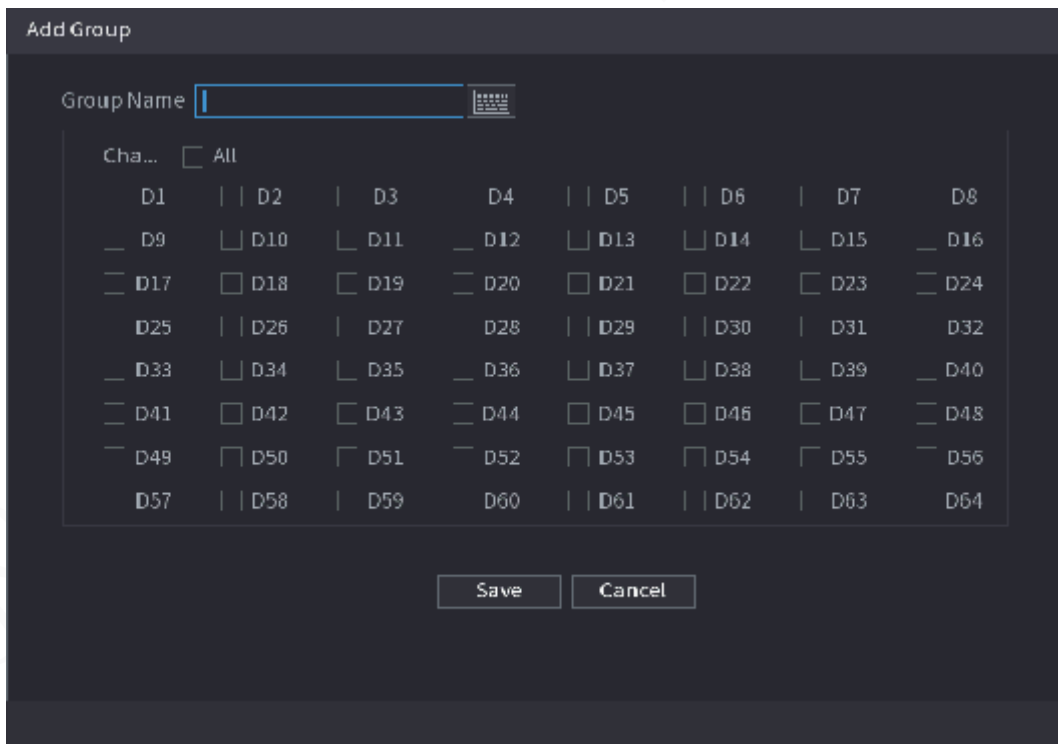 Add Group
Group Name
Cha... All
D1 D2 D3 D4 D5 D6 D7 D8
D9 D10 D11 D12 D13 D14 D15 D16
D17 D18 D19 D20 D21 D22 D23 D24
D25 D26 D27 D28 D29 D30 D31 D32
D33 D34 D35 D36 D37 D38 D39 D40
D41 D42 D43 D44 D45 D46 D47 D48
D49 D50 D51 D52 D53 D54 D55 D56
D57 D58 D59 D60 D61 D62 D63 D64
Save Cancel